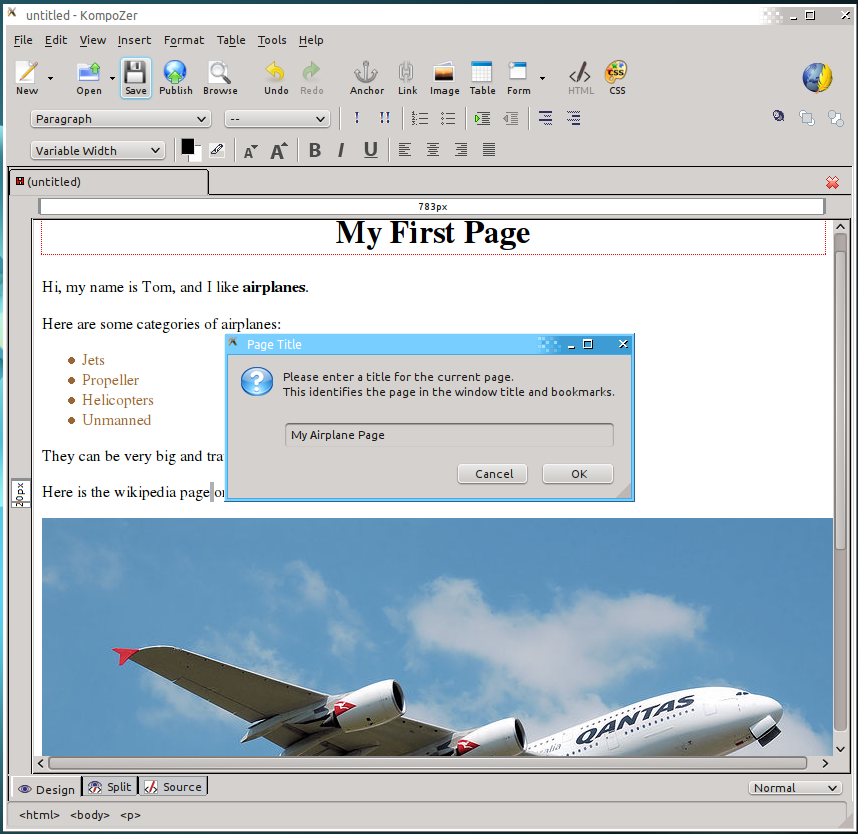 untitled - KompoZer
File Edit View Insert Format Table Tools Help
New Open Save Publish Browse Undo Redo Anchor Link Image Table Form HTML CSS
Paragraph --
Variable Width A A B I U
(untitled)
783px
My First Page
Hi, my name is Tom, and I like airplanes.
Here are some categories of airplanes:
Jets
Propeller
Helicopters
Unmanned
They can be very big and
Here is the wikipedia page
Page Title
Please enter a title for the current page.
This identifies the page in the window title and bookmarks.
My Airplane Page
Cancel OK
QANTAS
Design Split Source Normal
<html> <body> <p>